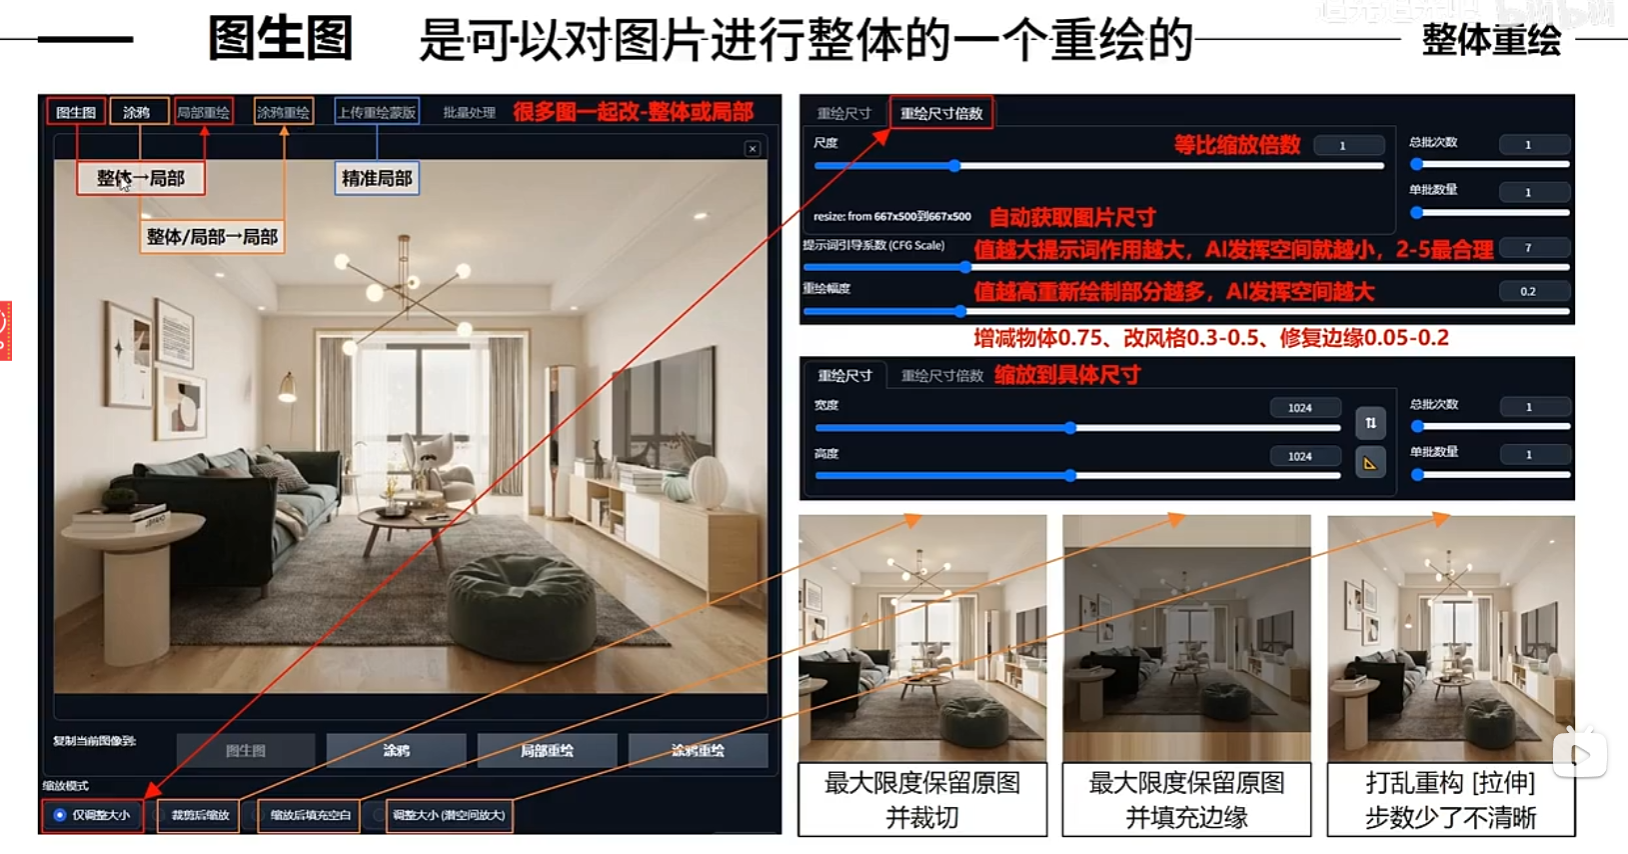 图生图 是可以对图片进行整体的一个重绘的
整体重绘
图生图 涂鸦 局部重绘 涂鸦重绘 上传重绘蒙版 批量处理 很多图一起改-整体或局部
整体→局部
精准局部
整体/局部→局部
复制当前图像到:
图生图 涂鸦 局部重绘 涂鸦重绘
缩放模式
仅调整大小 裁剪后缩放 缩放后填充空白 调整大小 (潜空间放大)
重绘尺寸 重绘尺寸倍数
尺度 等比缩放倍数 1
总批次数 1
单批数量 1
resize: from 667x500到667x500 自动获取图片尺寸
提示词引导系数 (CFG Scale) 值越大提示词作用越大，AI发挥空间就越小，2-5最合理 7
重绘幅度 值越高重新绘制部分越多，AI发挥空间越大 0.2
增减物体0.75、改风格0.3-0.5、修复边缘0.05-0.2
重绘尺寸 重绘尺寸倍数 缩放到具体尺寸
宽度 1024
高度 1024
总批次数 1
单批数量 1
最大限度保留原图
并裁切
最大限度保留原图
并填充边缘
打乱重构 [拉伸]
步数少了不清晰